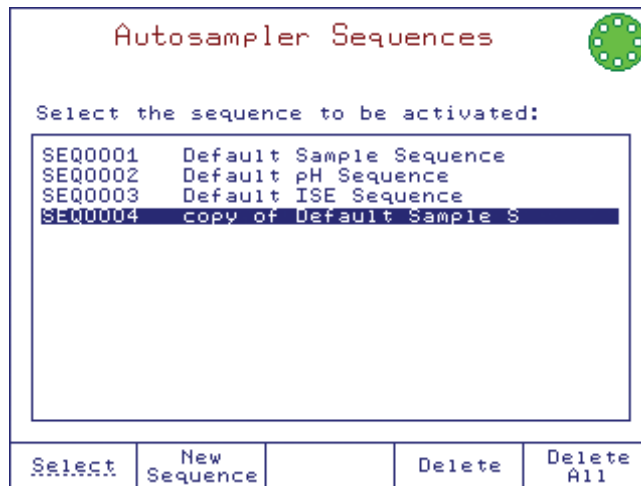 Autosampler Sequences
Select the sequence to be activated:
SEQ0001 Default Sample Sequence
SEQ0002 Default pH Sequence
SEQ0003 Default ISE Sequence
SEQ0004 copy of Default Sample S
Select
New
Sequence
Delete
Delete
All